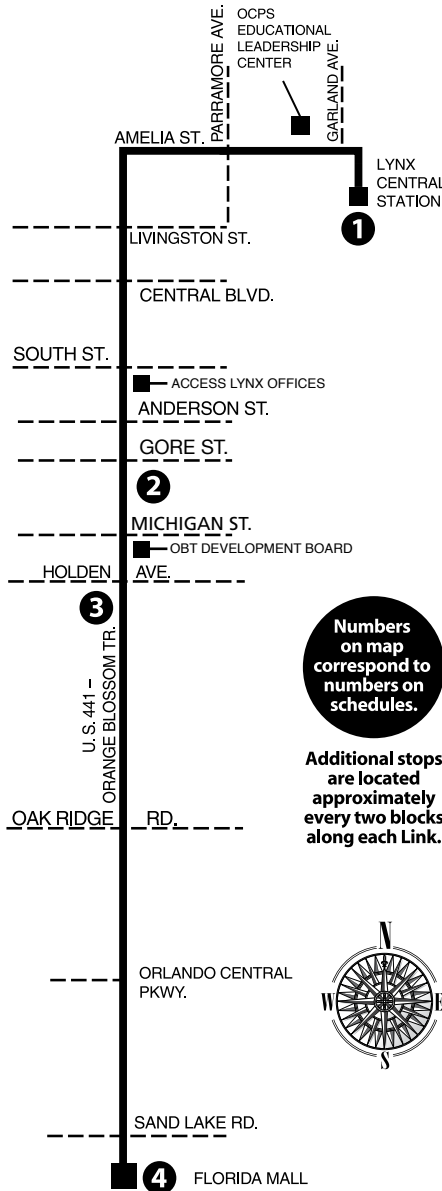 PARRAMORE AVE.
OCPS
EDUCATIONAL
LEADERSHIP
CENTER
GARLAND AVE.
AMELIA ST.
LYNX
CENTRAL
STATION
1
LIVINGSTON ST.
CENTRAL BLVD.
SOUTH ST.
ACCESS LYNX OFFICES
ANDERSON ST.
GORE ST.
2
MICHIGAN ST.
OBT DEVELOPMENT BOARD
HOLDEN AVE.
3
U. S. 441 –
ORANGE BLOSSOM TR.
Numbers
on map
correspond to
numbers on
schedules.
Additional stops
are located
approximately
every two blocks
along each Link.
OAK RIDGE RD.
N
W E
S
ORLANDO CENTRAL
PKWY.
SAND LAKE RD.
4 FLORIDA MALL